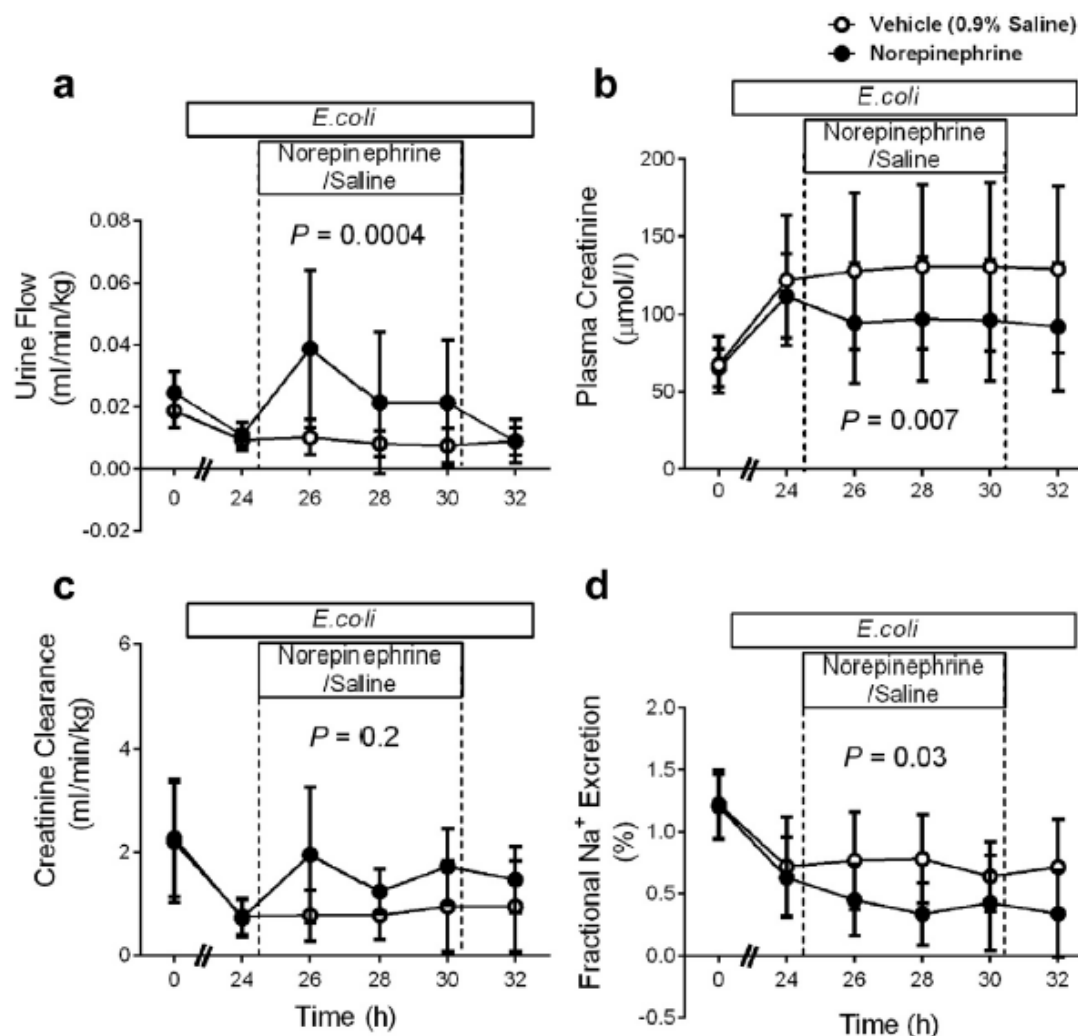 Vehicle (0.9% Saline)
Norepinephrine
a
E.coli
Norepinephrine
/Saline
P = 0.0004
Urine Flow
(ml/min/kg)
0.08
0.06
0.04
0.02
0.00
-0.02
0
24
26
28
30
32
b
E.coli
Norepinephrine
/Saline
P = 0.007
Plasma Creatinine
(μmol/l)
200
150
100
50
0
0
24
26
28
30
32
c
E.coli
Norepinephrine
/Saline
P = 0.2
Creatinine Clearance
(ml/min/kg)
6
4
2
0
0
24
26
28
30
32
Time (h)
d
E.coli
Norepinephrine
/Saline
P = 0.03
Fractional Na⁺ Excretion
(%)
2.0
1.5
1.0
0.5
0.0
-0.5
0
24
26
28
30
32
Time (h)